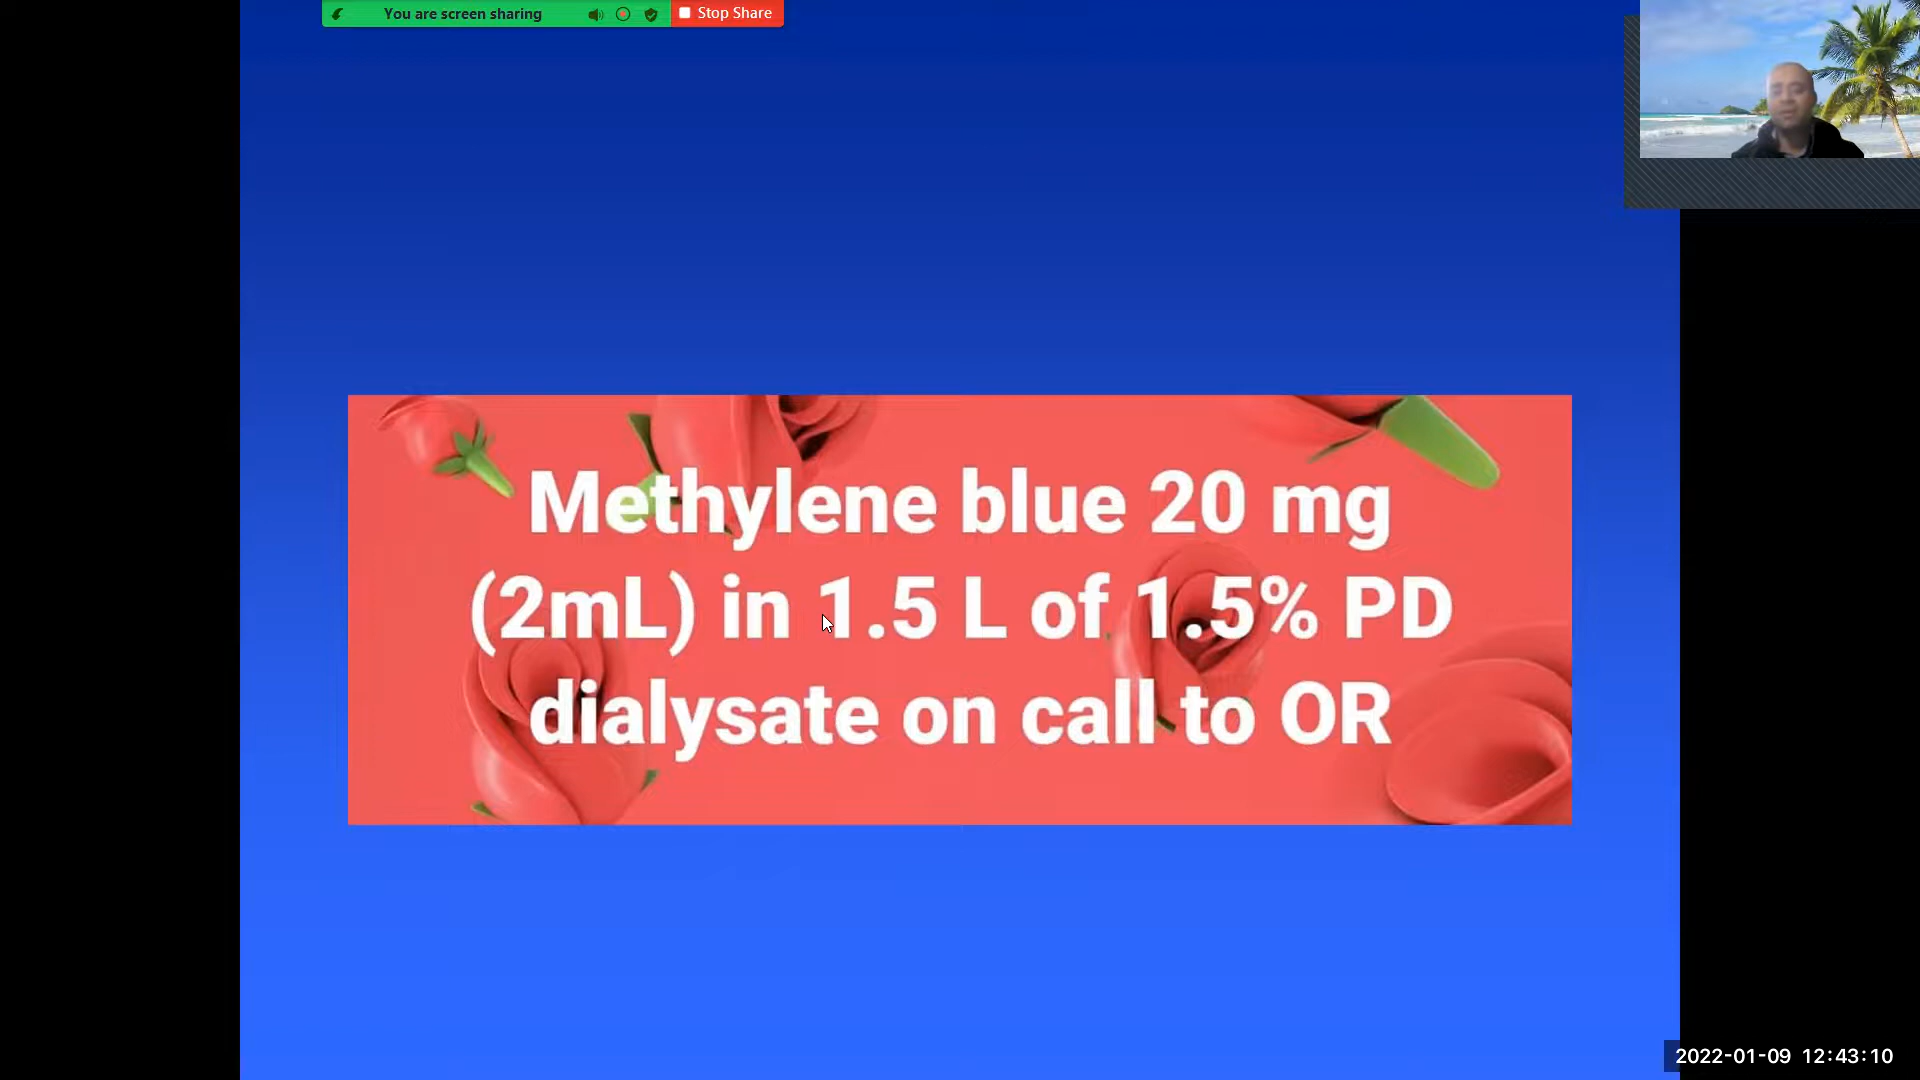 You are screen sharing
Stop Share
Methylene blue 20 mg
(2mL) in 1.5 L of 1.5% PD
dialysate on call to OR
2022-01-09 12:43:10